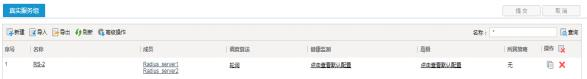 真实服务组
提 交 取 消
新建 导入 导出 刷新 高级操作 名称： * 查询
序号 名称 成员 调度算法 健康监测 应用 所属策略 操作
1 RS-2 Radius_server1 轮询 点击查看默认配置 点击查看默认配置 无
Radius_server2